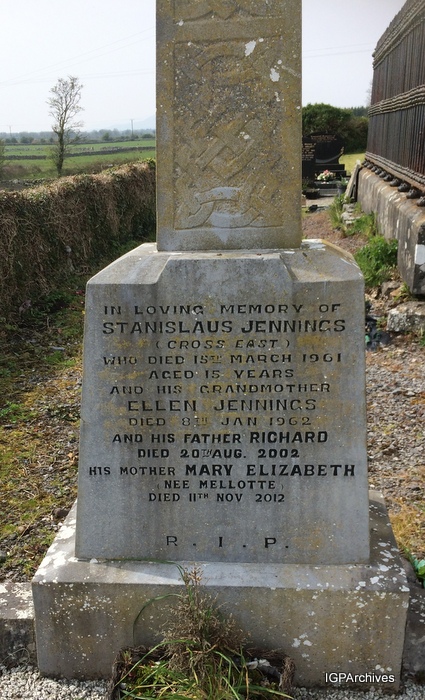 IN LOVING MEMORY OF
STANISLAUS JENNINGS
(CROSS EAST)
WHO DIED 15TH MARCH 1961
AGED 15 YEARS
AND HIS GRANDMOTHER
ELLEN JENNINGS
DIED 8TH JAN 1962
AND HIS FATHER RICHARD
DIED 20TH AUG. 2002
HIS MOTHER MARY ELIZABETH
(NEE MELLOTTE)
DIED 11TH NOV 2012
R. I. P.
IGPArchives